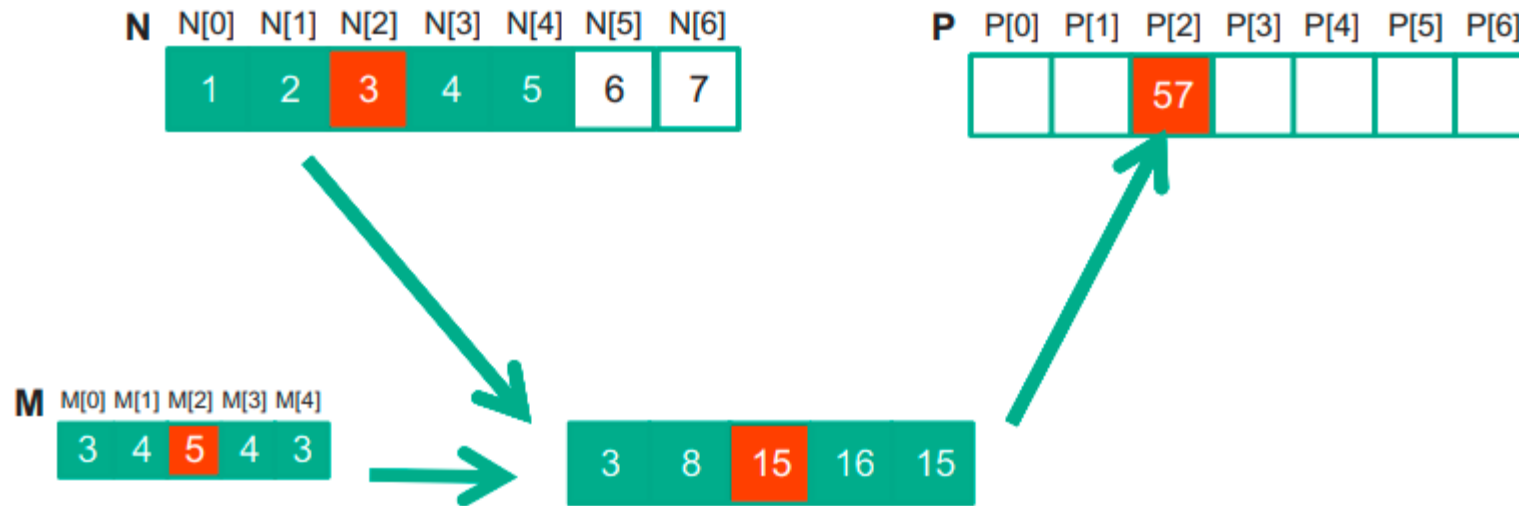 N N[0] N[1] N[2] N[3] N[4] N[5] N[6]
1 2 3 4 5 6 7
P P[0] P[1] P[2] P[3] P[4] P[5] P[6]
57
M M[0] M[1] M[2] M[3] M[4]
3 4 5 4 3
3 8 15 16 15